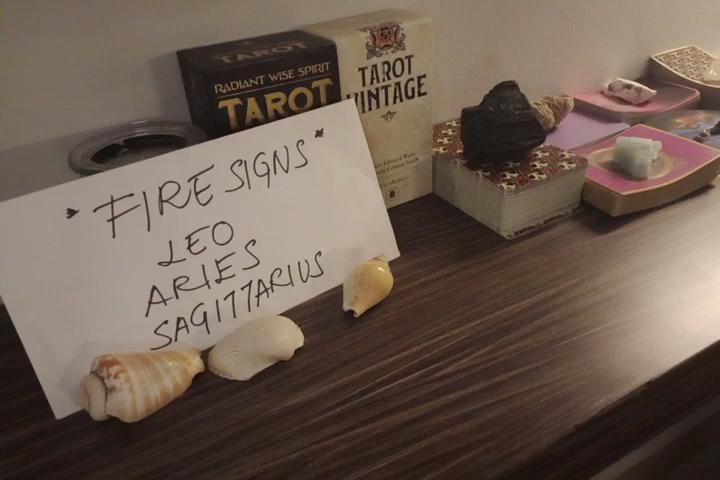 TAROT
RADIANT WISE SPIRIT
TAROT
TAROT
VINTAGE
"FIRE SIGNS"
LEO
ARIES
SAGITTARIUS